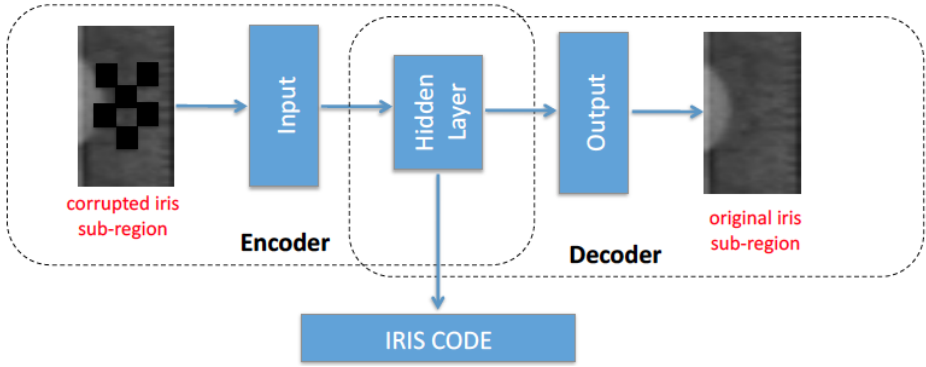 corrupted iris
sub-region
Input
Hidden
Layer
Output
original iris
sub-region
Encoder
Decoder
IRIS CODE